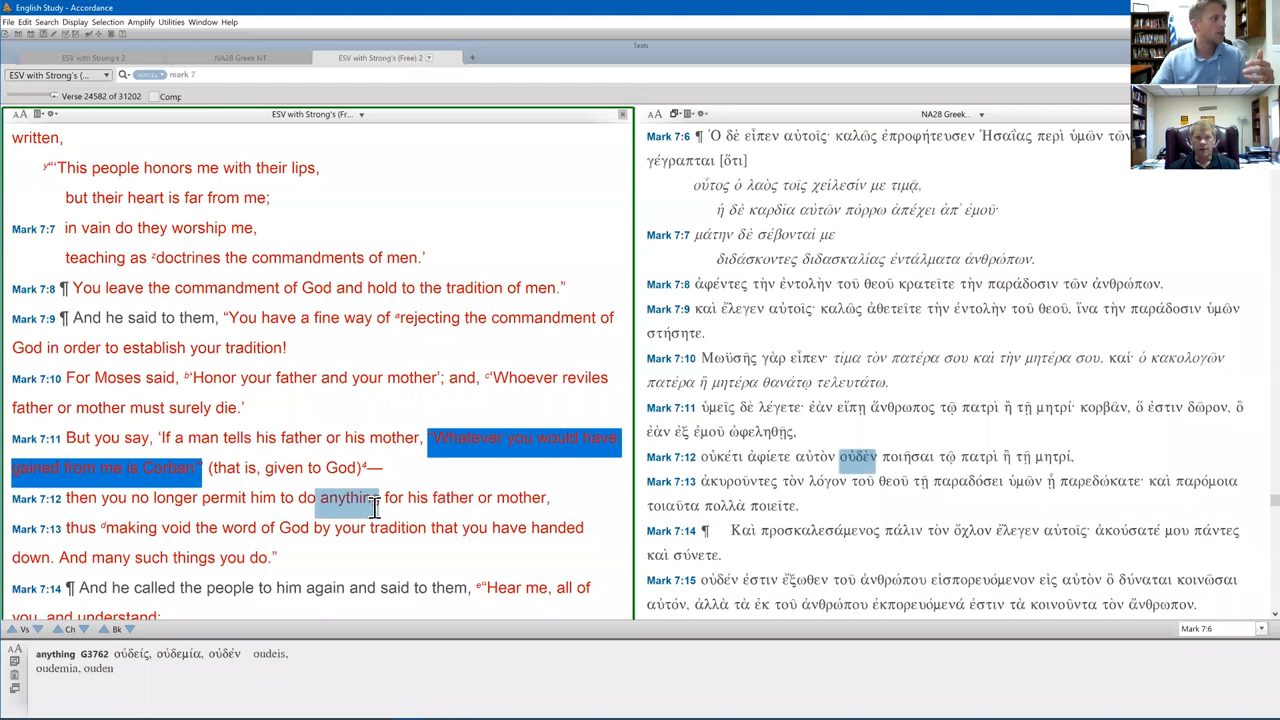 English Study - Accordance
File Edit Search Display Selection Amplify Utilities Window Help
Texts
ESV with Strong's 2
NA28 Greek NT
ESV with Strong's (Free) 2
+
ESV with Strong's (...
VERSES
mark 7
Verse 24582 of 31202
Comp
ESV with Strong's (Fr...
written,
y“‘This people honors me with their lips,
but their heart is far from me;
Mark 7:7 in vain do they worship me,
teaching as zdoctrines the commandments of men.’
Mark 7:8 ¶ You leave the commandment of God and hold to the tradition of men.”
Mark 7:9 ¶ And he said to them, “You have a fine way of arejecting the commandment of
God in order to establish your tradition!
Mark 7:10 For Moses said, b‘Honor your father and your mother’; and, c‘Whoever reviles
father or mother must surely die.’
Mark 7:11 But you say, ‘If a man tells his father or his mother, “Whatever you would have
gained from me is Corban”’ (that is, given to God)4—
Mark 7:12 then you no longer permit him to do anything for his father or mother,
Mark 7:13 thus dmaking void the word of God by your tradition that you have handed
down. And many such things you do.”
Mark 7:14 ¶ And he called the people to him again and said to them, e“Hear me, all of
you, and understand:
NA28 Greek...
Mark 7:6 ¶ Ὁ δὲ εἶπεν αὐτοῖς· καλῶς ἐπροφήτευσεν Ἠσαΐας περὶ ὑμῶν τῶν
γέγραπται [ὅτι]
οὗτος ὁ λαὸς τοῖς χείλεσίν με τιμᾷ,
ἡ δὲ καρδία αὐτῶν πόρρω ἀπέχει ἀπ’ ἐμοῦ·
Mark 7:7 μάτην δὲ σέβονταί με
διδάσκοντες διδασκαλίας ἐντάλματα ἀνθρώπων.
Mark 7:8 ἀφέντες τὴν ἐντολὴν τοῦ θεοῦ κρατεῖτε τὴν παράδοσιν τῶν ἀνθρώπων.
Mark 7:9 καὶ ἔλεγεν αὐτοῖς· καλῶς ἀθετεῖτε τὴν ἐντολὴν τοῦ θεοῦ, ἵνα τὴν παράδοσιν ὑμῶν
στήσητε.
Mark 7:10 Μωϋσῆς γὰρ εἶπεν· τίμα τὸν πατέρα σου καὶ τὴν μητέρα σου, καί· ὁ κακολογῶν
πατέρα ἢ μητέρα θανάτῳ τελευτάτω.
Mark 7:11 ὑμεῖς δὲ λέγετε· ἐὰν εἴπῃ ἄνθρωπος τῷ πατρὶ ἢ τῇ μητρί· κορβᾶν, ὅ ἐστιν δῶρον, ὃ
ἐὰν ἐξ ἐμοῦ ὠφεληθῇς,
Mark 7:12 οὐκέτι ἀφίετε αὐτὸν οὐδὲν ποιῆσαι τῷ πατρὶ ἢ τῇ μητρί,
Mark 7:13 ἀκυροῦντες τὸν λόγον τοῦ θεοῦ τῇ παραδόσει ὑμῶν ᾗ παρεδώκατε· καὶ παρόμοια
τοιαῦτα πολλὰ ποιεῖτε.
Mark 7:14 ¶ Καὶ προσκαλεσάμενος πάλιν τὸν ὄχλον ἔλεγεν αὐτοῖς· ἀκούσατέ μου πάντες
καὶ σύνετε.
Mark 7:15 οὐδέν ἐστιν ἔξωθεν τοῦ ἀνθρώπου εἰσπορευόμενον εἰς αὐτὸν ὃ δύναται κοινῶσαι
αὐτόν, ἀλλὰ τὰ ἐκ τοῦ ἀνθρώπου ἐκπορευόμενά ἐστιν τὰ κοινοῦντα τὸν ἄνθρωπον.
Vs Ch Bk
Mark 7:6
anything G3762 οὐδείς, οὐδεμία, οὐδέν oudeis,
oudemia, ouden